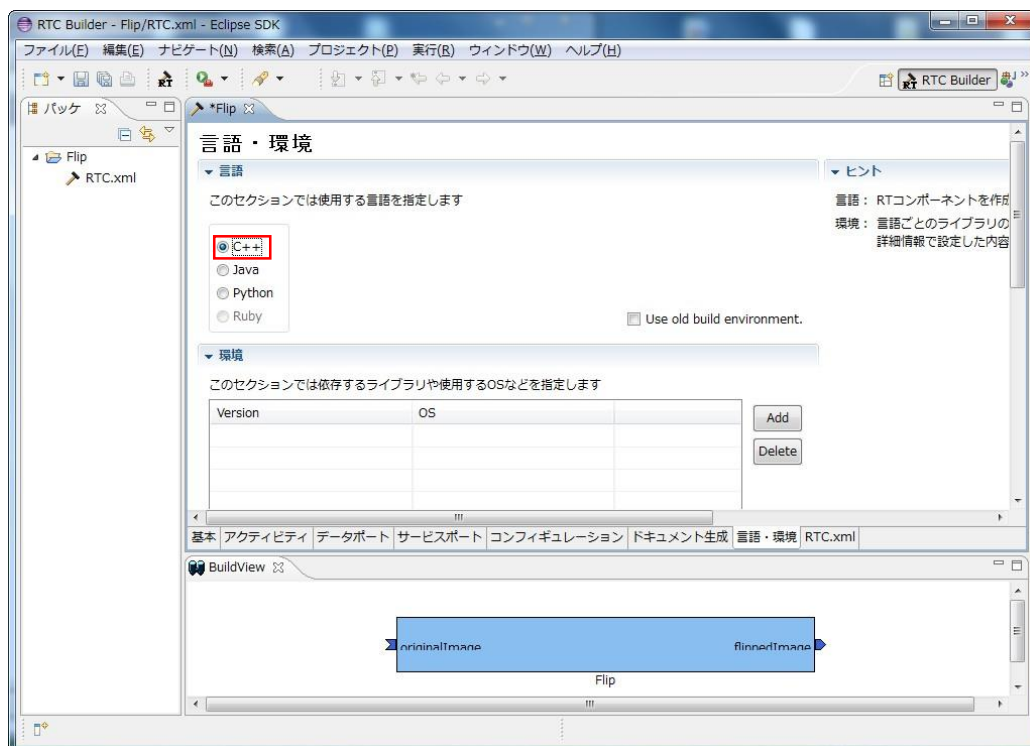 RTC Builder - Flip/RTC.xml - Eclipse SDK
ファイル(F) 編集(E) ナビゲート(N) 検索(A) プロジェクト(P) 実行(R) ウィンドウ(W) ヘルプ(H)
RTC Builder
パッケ
*Flip
Flip
RTC.xml
言語・環境
言語
このセクションでは使用する言語を指定します
C++
Java
Python
Ruby
Use old build environment.
ヒント
言語： RTコンポーネントを作成
環境： 言語ごとのライブラリの
詳細情報で設定した内容
環境
このセクションでは依存するライブラリや使用するOSなどを指定します
Version OS
Add
Delete
基本 アクティビティ データポート サービスポート コンフィギュレーション ドキュメント生成 言語・環境 RTC.xml
BuildView
originalImage flippedImage
Flip